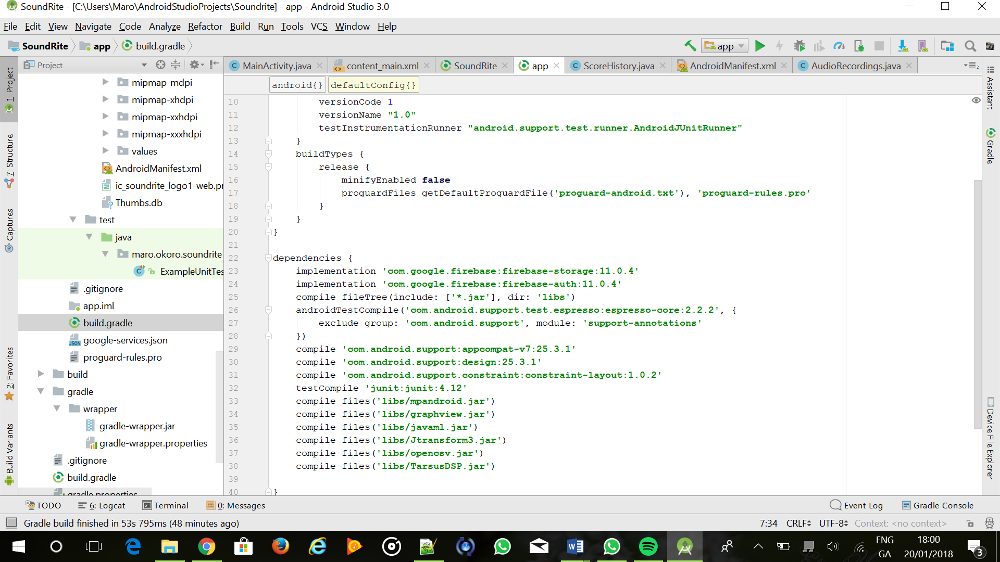 SoundRite - [C:\Users\Maro\AndroidStudioProjects\Soundrite] - app - Android Studio 3.0
File Edit View Navigate Code Analyze Refactor Build Run Tools VCS Window Help
SoundRite app build.gradle
app
Project
MainActivity.java content_main.xml SoundRite app ScoreHistory.java AndroidManifest.xml AudioRecordings.java
2
android{} defaultConfig{}
1: Project
7: Structure
Captures
2: Favorites
Build Variants
mipmap-mdpi
mipmap-xhdpi
mipmap-xxhdpi
mipmap-xxxhdpi
values
AndroidManifest.xml
ic_soundrite_logo1-web.pr
Thumbs.db
test
java
maro.okoro.soundrite
ExampleUnitTes
.gitignore
app.iml
build.gradle
google-services.json
proguard-rules.pro
build
gradle
wrapper
gradle-wrapper.jar
gradle-wrapper.properties
.gitignore
build.gradle
gradle.properties
10 versionCode 1
11 versionName "1.0"
12 testInstrumentationRunner "android.support.test.runner.AndroidJUnitRunner"
13 }
14 buildTypes {
15 release {
16 minifyEnabled false
17 proguardFiles getDefaultProguardFile('proguard-android.txt'), 'proguard-rules.pro'
18 }
19 }
20 }
21
22 dependencies {
23 implementation 'com.google.firebase:firebase-storage:11.0.4'
24 implementation 'com.google.firebase:firebase-auth:11.0.4'
25 compile fileTree(include: ['*.jar'], dir: 'libs')
26 androidTestCompile('com.android.support.test.espresso:espresso-core:2.2.2', {
27 exclude group: 'com.android.support', module: 'support-annotations'
28 })
29 compile 'com.android.support:appcompat-v7:25.3.1'
30 compile 'com.android.support:design:25.3.1'
31 compile 'com.android.support.constraint:constraint-layout:1.0.2'
32 testCompile 'junit:junit:4.12'
33 compile files('libs/mpandroid.jar')
34 compile files('libs/graphview.jar')
35 compile files('libs/javaml.jar')
36 compile files('libs/Jtransform3.jar')
37 compile files('libs/opencsv.jar')
38 compile files('libs/TarsusDSP.jar')
39
40 }
Assistant
Gradle
Device File Explorer
TODO 6: Logcat Terminal 0: Messages Event Log Gradle Console
Gradle build finished in 53s 795ms (48 minutes ago) 7:34 CRLF UTF-8 Context: <no context>
ENG
GA
18:00
20/01/2018
3